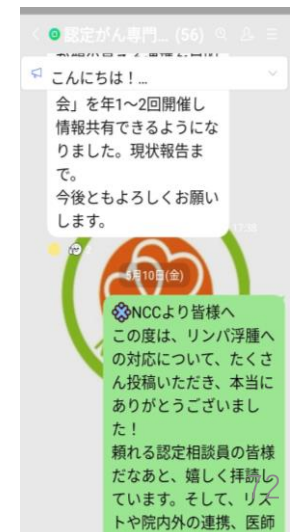 認定がん専門... (56)
こんにちは！...
会」を年1〜2回開催し
情報共有できるようにな
りました。現状報告ま
で。
今後ともよろしくお願い
します。
17:39
5月10日(金)
NCCより皆様へ
この度は、リンパ浮腫へ
の対応について、たくさ
ん投稿いただき、本当に
ありがとうございまし
た！
頼れる認定相談員の皆様
だなあと、嬉しく拝読し
ています。そして、リス
トや院内外の連携、医師
12